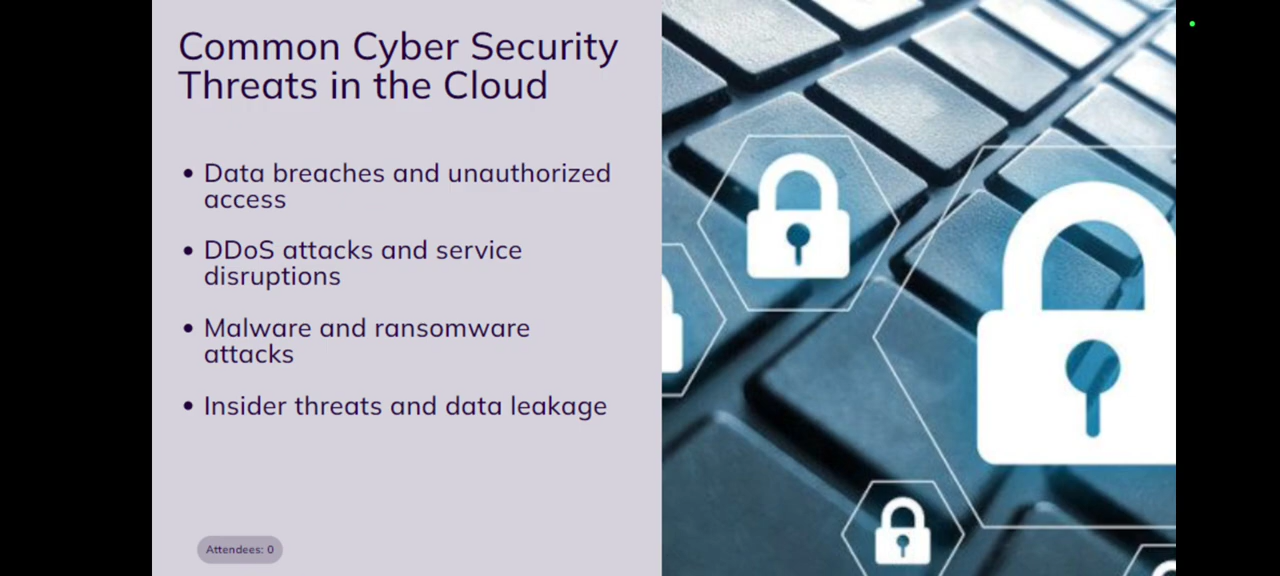 Common Cyber Security
Threats in the Cloud
• Data breaches and unauthorized
access
• DDoS attacks and service
disruptions
• Malware and ransomware
attacks
• Insider threats and data leakage
Attendees: 0